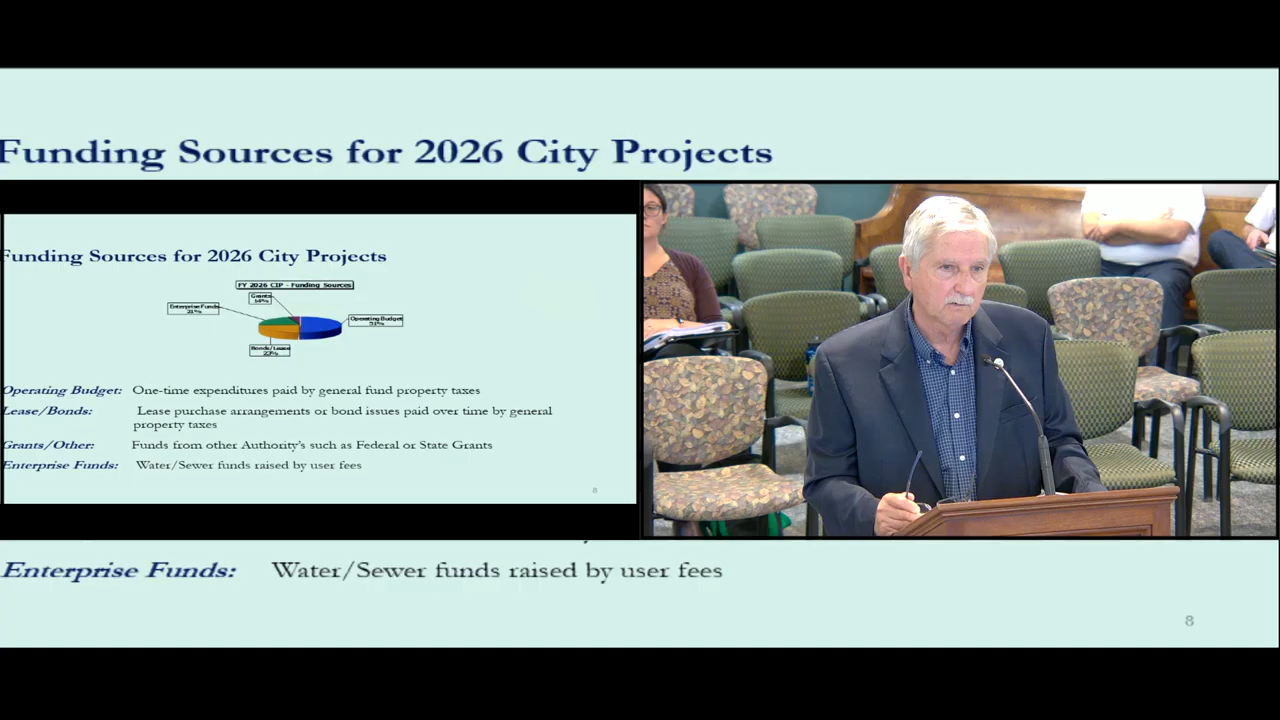 Funding Sources for 2026 City Projects
Funding Sources for 2026 City Projects
FY 2026 CIP - Funding Sources
Grants
14%
Enterprise Funds
21%
Operating Budget
51%
Bonds/Lease
Operating Budget: One-time expenditures paid by general fund property taxes
Lease/Bonds: Lease purchase arrangements or bond issues paid over time by general
property taxes
Grants/Other: Funds from other Authority's such as Federal or State Grants
Enterprise Funds: Water/Sewer funds raised by user fees
8
Enterprise Funds: Water/Sewer funds raised by user fees
8